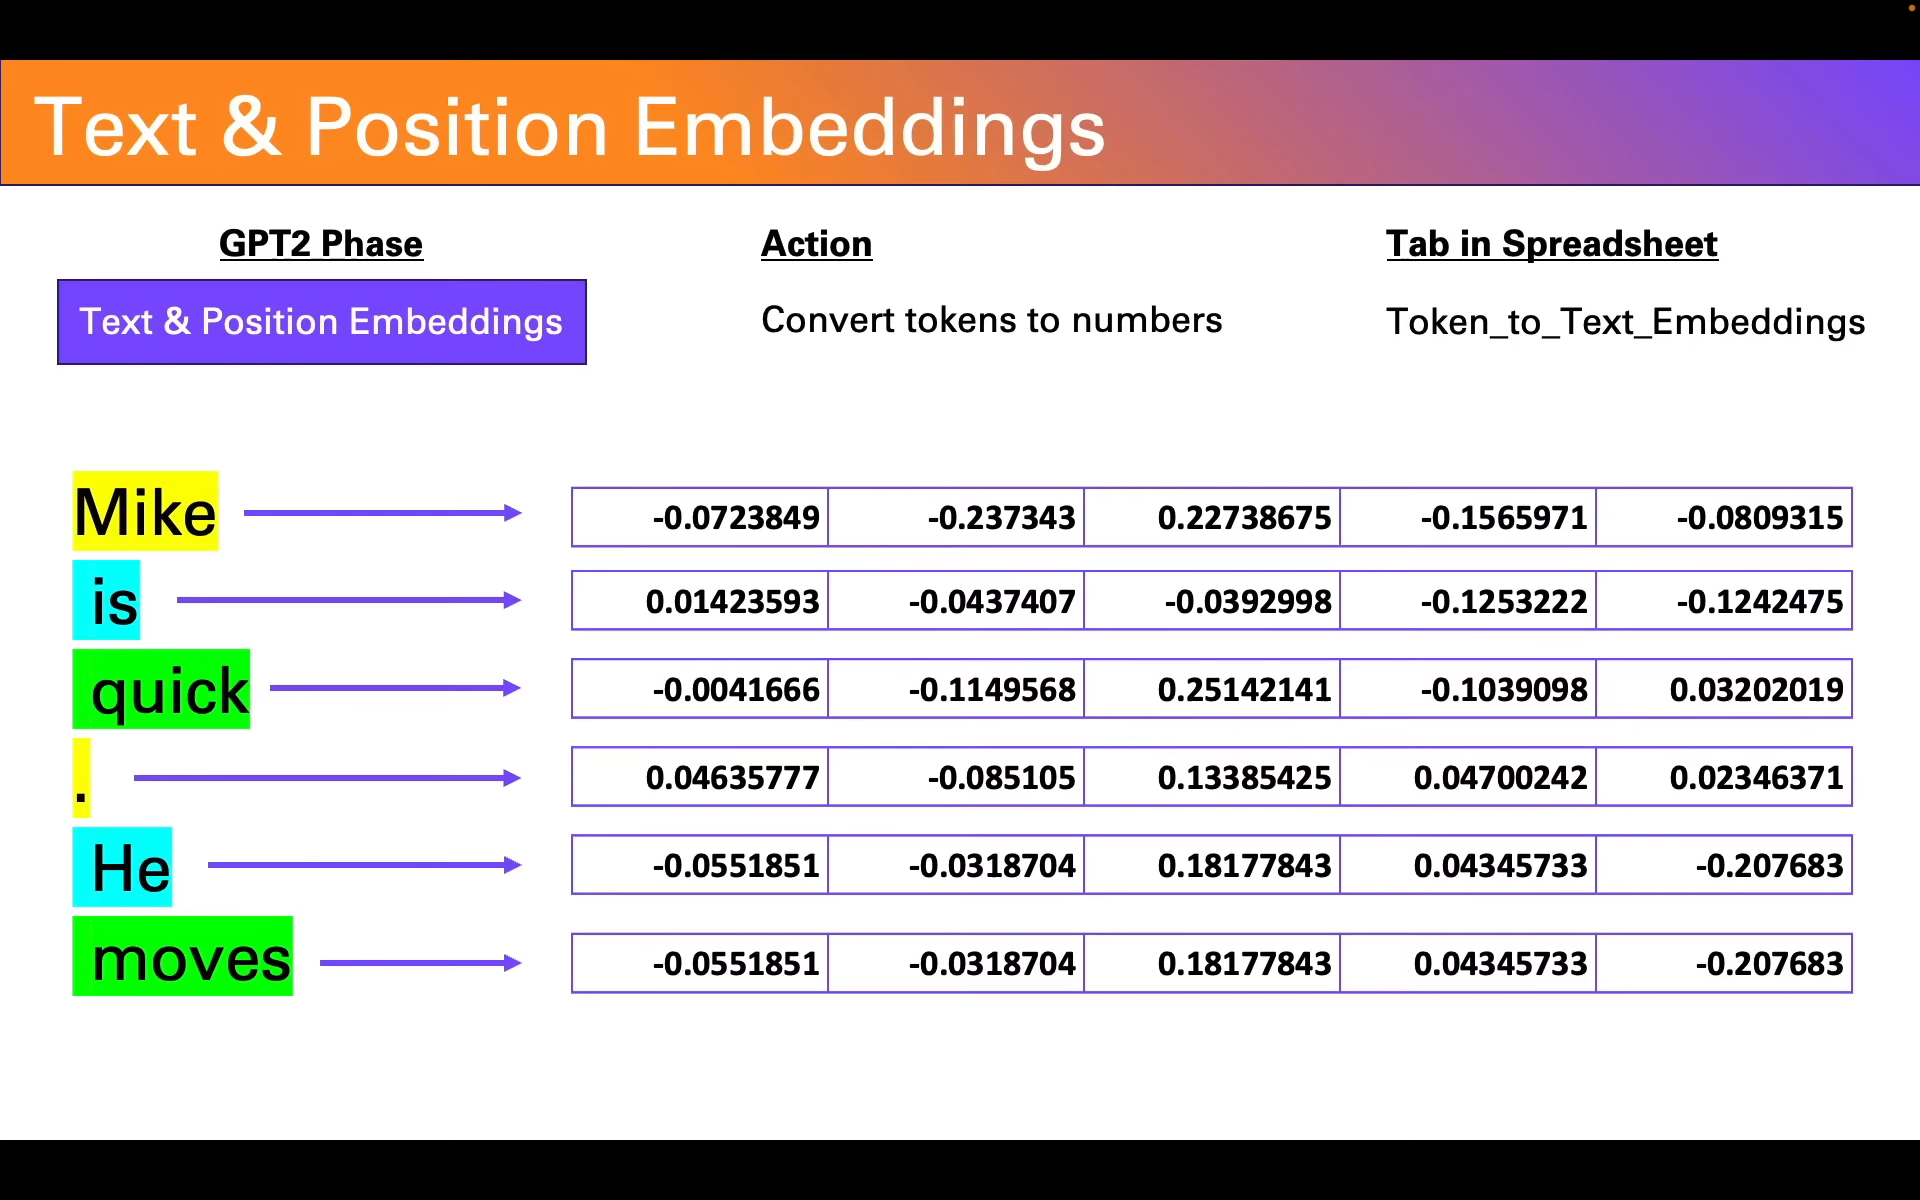 Text & Position Embeddings
GPT2 Phase Action Tab in Spreadsheet
Text & Position Embeddings Convert tokens to numbers Token_to_Text_Embeddings
Mike -0.0723849 -0.237343 0.22738675 -0.1565971 -0.0809315
is 0.01423593 -0.0437407 -0.0392998 -0.1253222 -0.1242475
quick -0.0041666 -0.1149568 0.25142141 -0.1039098 0.03202019
. 0.04635777 -0.085105 0.13385425 0.04700242 0.02346371
He -0.0551851 -0.0318704 0.18177843 0.04345733 -0.207683
moves -0.0551851 -0.0318704 0.18177843 0.04345733 -0.207683